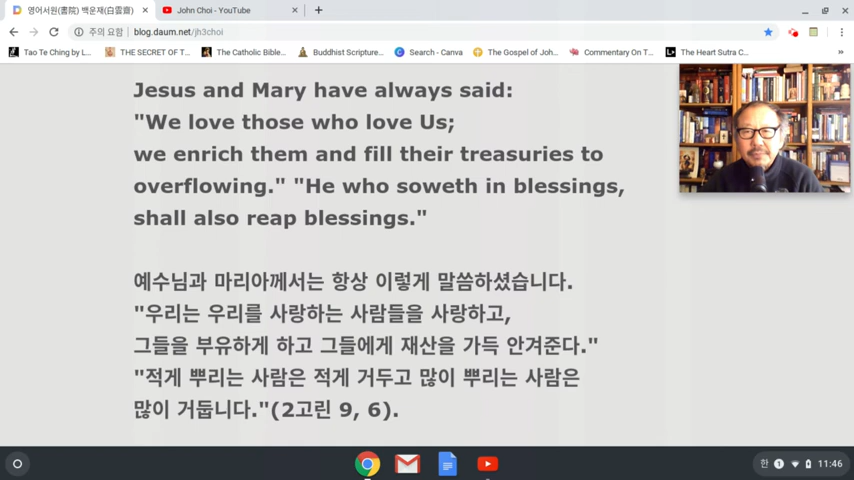 영어서원(書院) 백운재(白雲齋)
John Choi - YouTube
주의 요함
blog.daum.net/jh3choi
Tao Te Ching by L...
THE SECRET OF T...
The Catholic Bible...
Buddhist Scripture...
Search - Canva
The Gospel of Joh...
Commentary On T...
The Heart Sutra C...
Jesus and Mary have always said:
"We love those who love Us;
we enrich them and fill their treasuries to
overflowing." "He who soweth in blessings,
shall also reap blessings."
예수님과 마리아께서는 항상 이렇게 말씀하셨습니다.
"우리는 우리를 사랑하는 사람들을 사랑하고,
그들을 부유하게 하고 그들에게 재산을 가득 안겨준다."
"적게 뿌리는 사람은 적게 거두고 많이 뿌리는 사람은
많이 거둡니다."(2고린 9, 6).
한 1 11:46